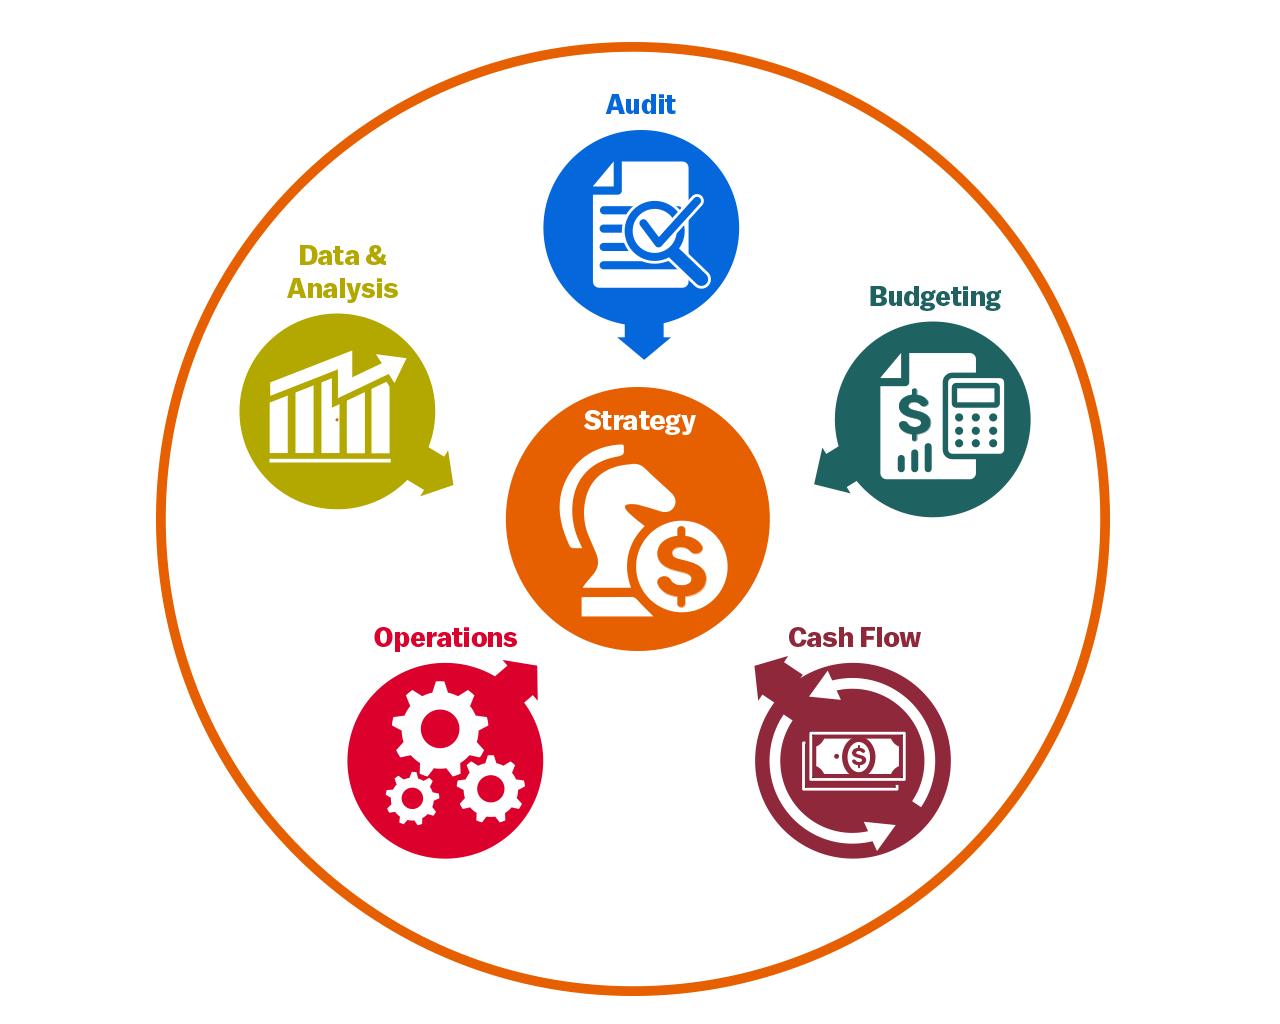 Audit
Data &
Analysis
Budgeting
Strategy
$
$
Operations
Cash Flow
$